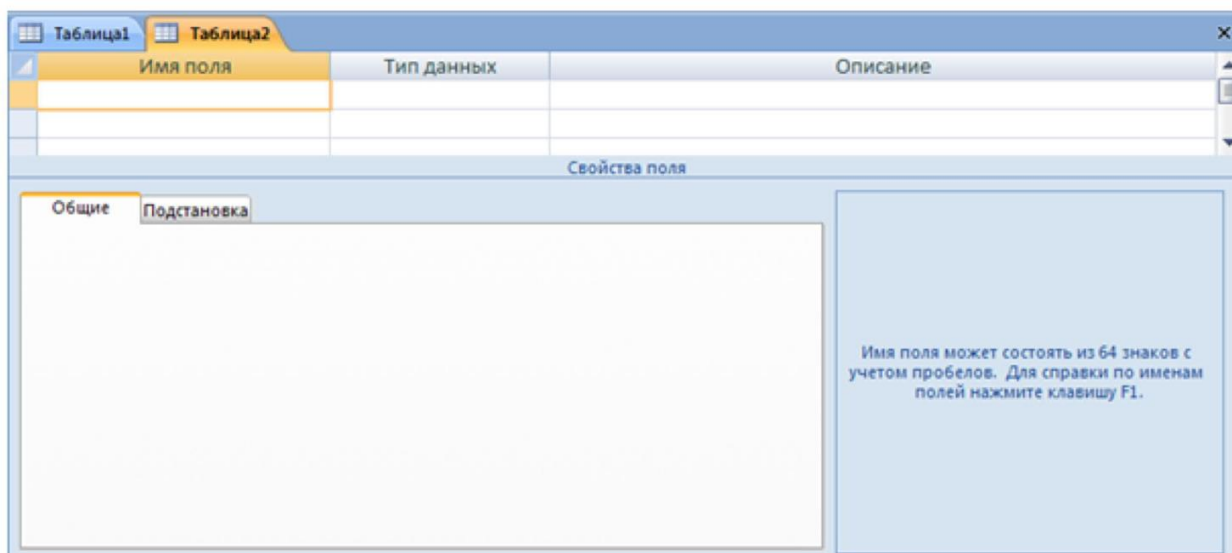 Таблица1 Таблица2
Имя поля Тип данных Описание
Свойства поля
Общие Подстановка
Имя поля может состоять из 64 знаков с
учетом пробелов. Для справки по именам
полей нажмите клавишу F1.